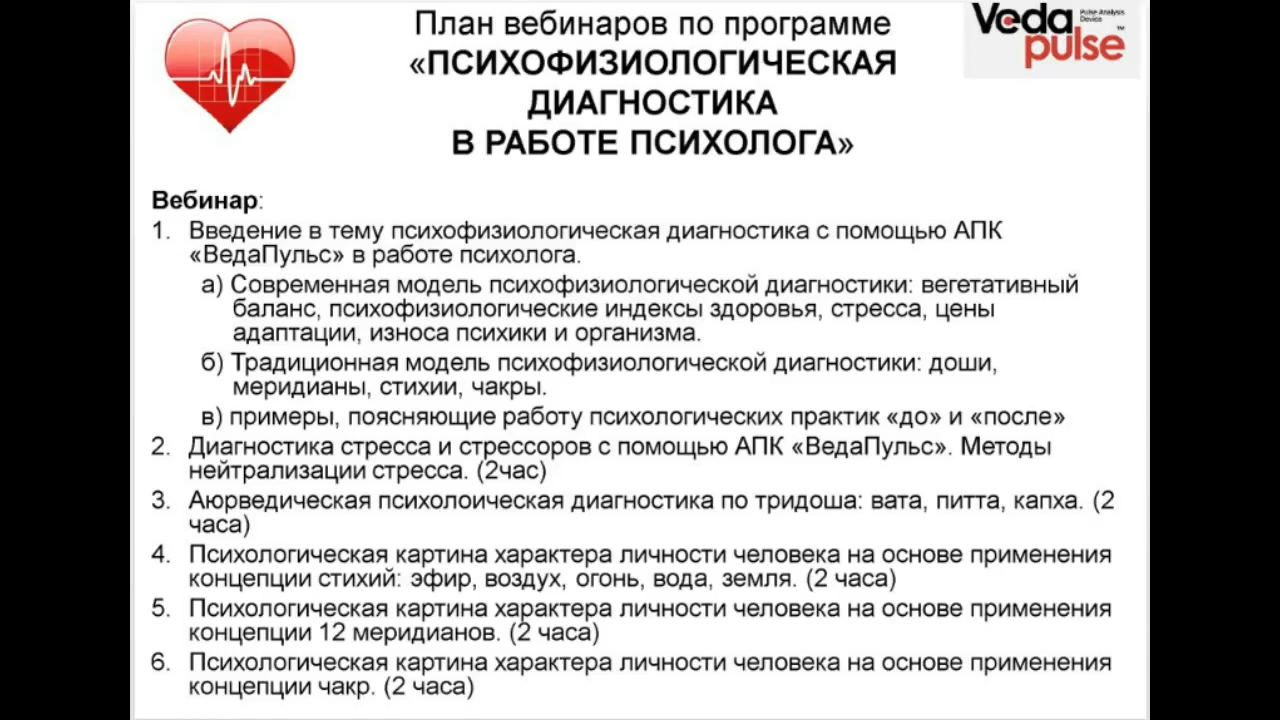 План вебинаров по программе
«ПСИХОФИЗИОЛОГИЧЕСКАЯ
ДИАГНОСТИКА
В РАБОТЕ ПСИХОЛОГА»
Veda
Pulse Analysis
Device
pulse™
Вебинар:
1. Введение в тему психофизиологическая диагностика с помощью АПК
«ВедаПульс» в работе психолога.
а) Современная модель психофизиологической диагностики: вегетативный
баланс, психофизиологические индексы здоровья, стресса, цены
адаптации, износа психики и организма.
б) Традиционная модель психофизиологической диагностики: доши,
меридианы, стихии, чакры.
в) примеры, поясняющие работу психологических практик «до» и «после»
2. Диагностика стресса и стрессоров с помощью АПК «ВедаПульс». Методы
нейтрализации стресса. (2час)
3. Аюрведическая психолоическая диагностика по тридоша: вата, питта, капха. (2
часа)
4. Психологическая картина характера личности человека на основе применения
концепции стихий: эфир, воздух, огонь, вода, земля. (2 часа)
5. Психологическая картина характера личности человека на основе применения
концепции 12 меридианов. (2 часа)
6. Психологическая картина характера личности человека на основе применения
концепции чакр. (2 часа)